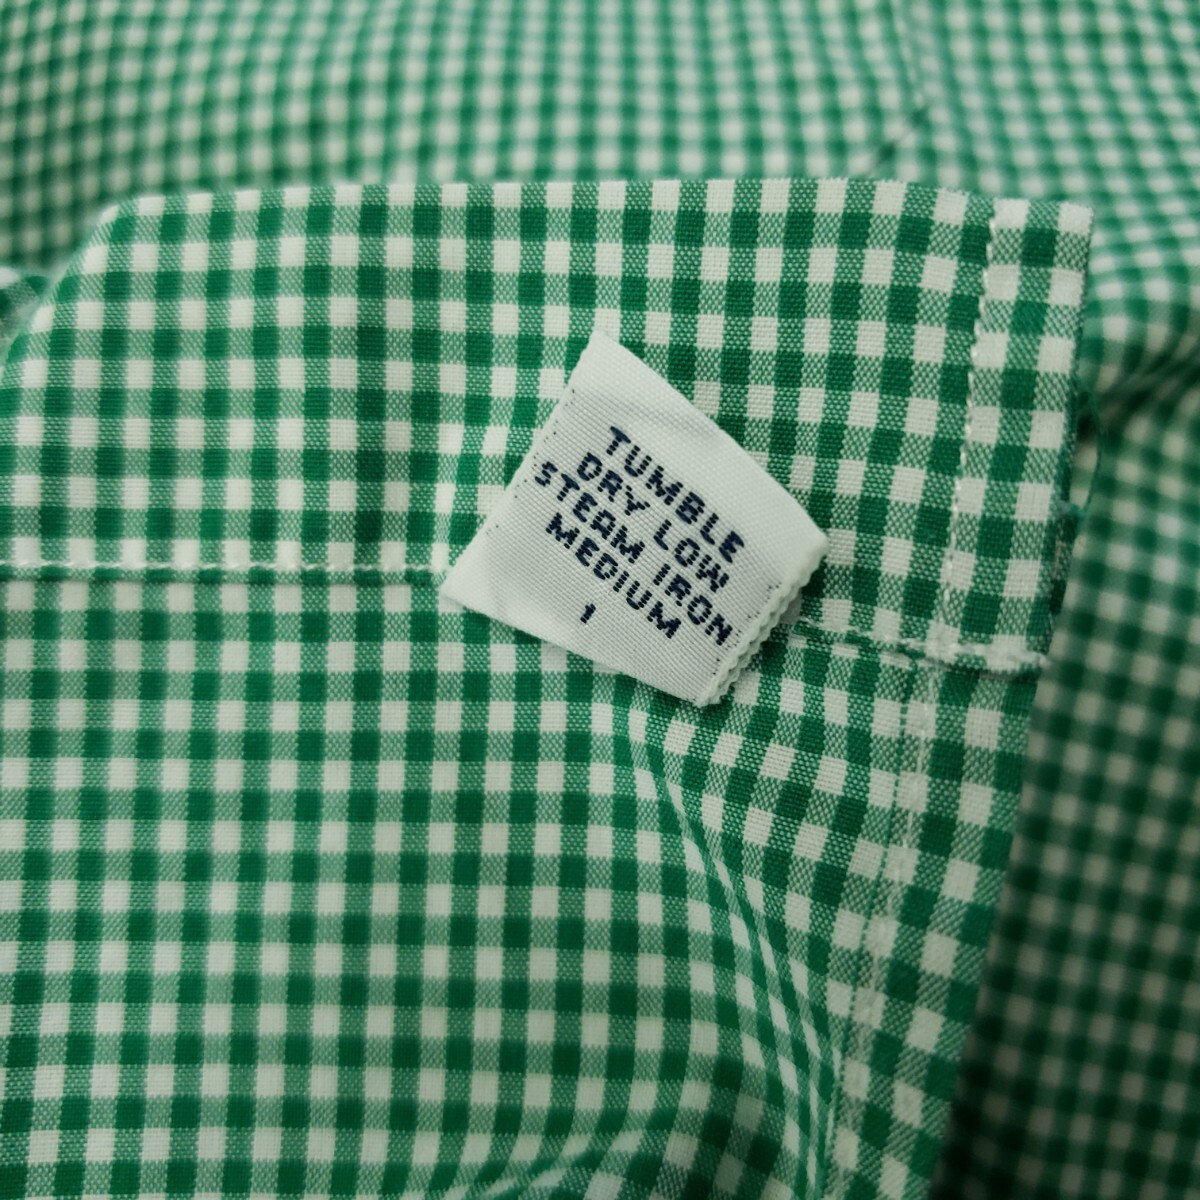 TUMBLE
DRY LOW
STEAM IRON
MEDIUM
1